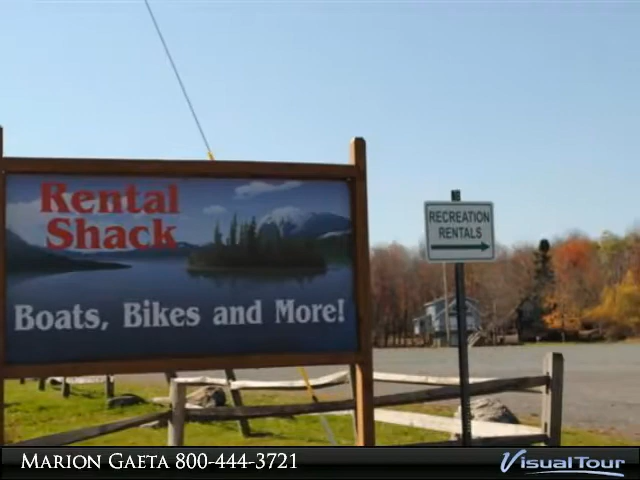 Rental
Shack
Boats, Bikes and More!
RECREATION
RENTALS
MARION GAETA 800-444-3721
VISUALTOUR